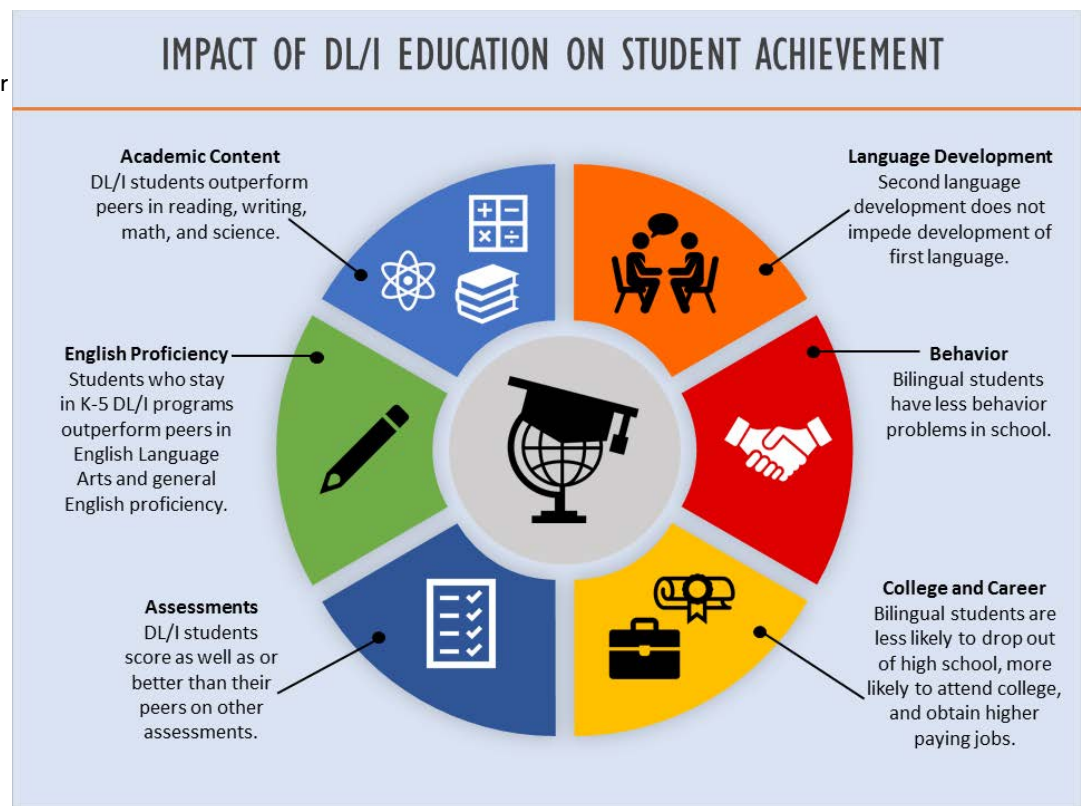 IMPACT OF DL/I EDUCATION ON STUDENT ACHIEVEMENT
r
Academic Content
DL/I students outperform
peers in reading, writing,
math, and science.
Language Development
Second language
development does not
impede development of
first language.
English Proficiency
Students who stay
in K-5 DL/I programs
outperform peers in
English Language
Arts and general
English proficiency.
Behavior
Bilingual students
have less behavior
problems in school.
Assessments
DL/I students
score as well as or
better than their
peers on other
assessments.
College and Career
Bilingual students are
less likely to drop out
of high school, more
likely to attend college,
and obtain higher
paying jobs.